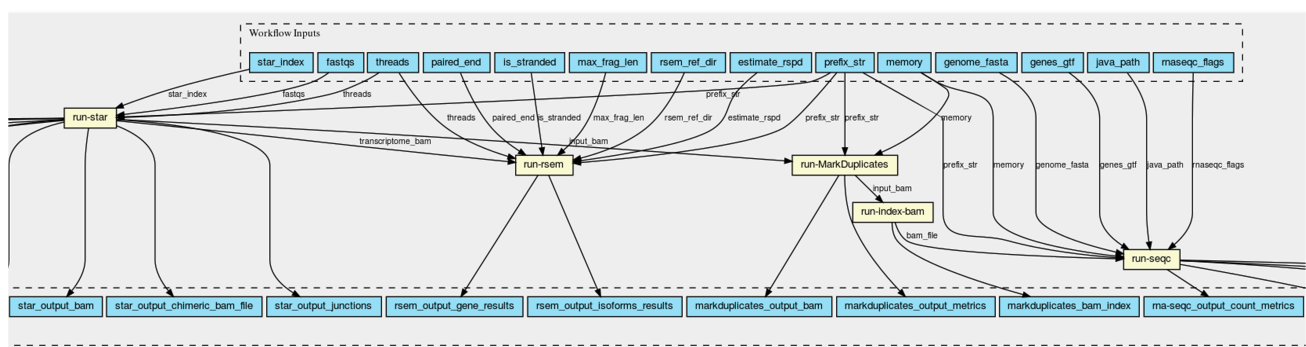 Workflow Inputs
star_index fastqs threads paired_end is_stranded max_frag_len rsem_ref_dir estimate_rspd prefix_str memory genome_fasta genes_gtf java_path rnaseqc_flags
star_index fastqs threads prefix_str
run-star threads paired_end is_stranded max_frag_len rsem_ref_dir estimate_rspd prefix_str prefix_str memory
transcriptome_bam input_bam
run-rsem run-MarkDuplicates prefix_str memory genome_fasta genes_gtf java_path rnaseqc_flags
input_bam
run-index-bam
bam_file
run-seqc
star_output_bam star_output_chimeric_bam_file star_output_junctions rsem_output_gene_results rsem_output_isoforms_results markduplicates_output_bam markduplicates_output_metrics markduplicates_bam_index rna-seqc_output_count_metrics